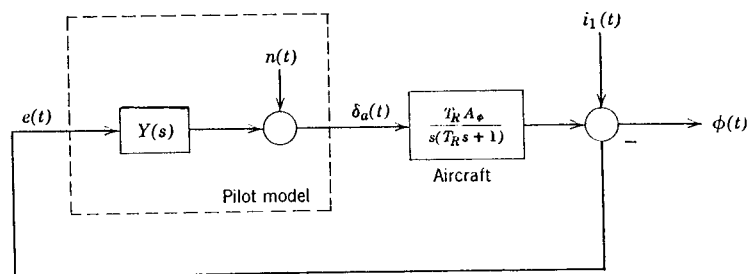 i₁(t)
n(t)
e(t)
Y(s)
δₐ(t)
T_R A_φ
s(T_R s + 1)
ϕ(t)
−
Aircraft
Pilot model